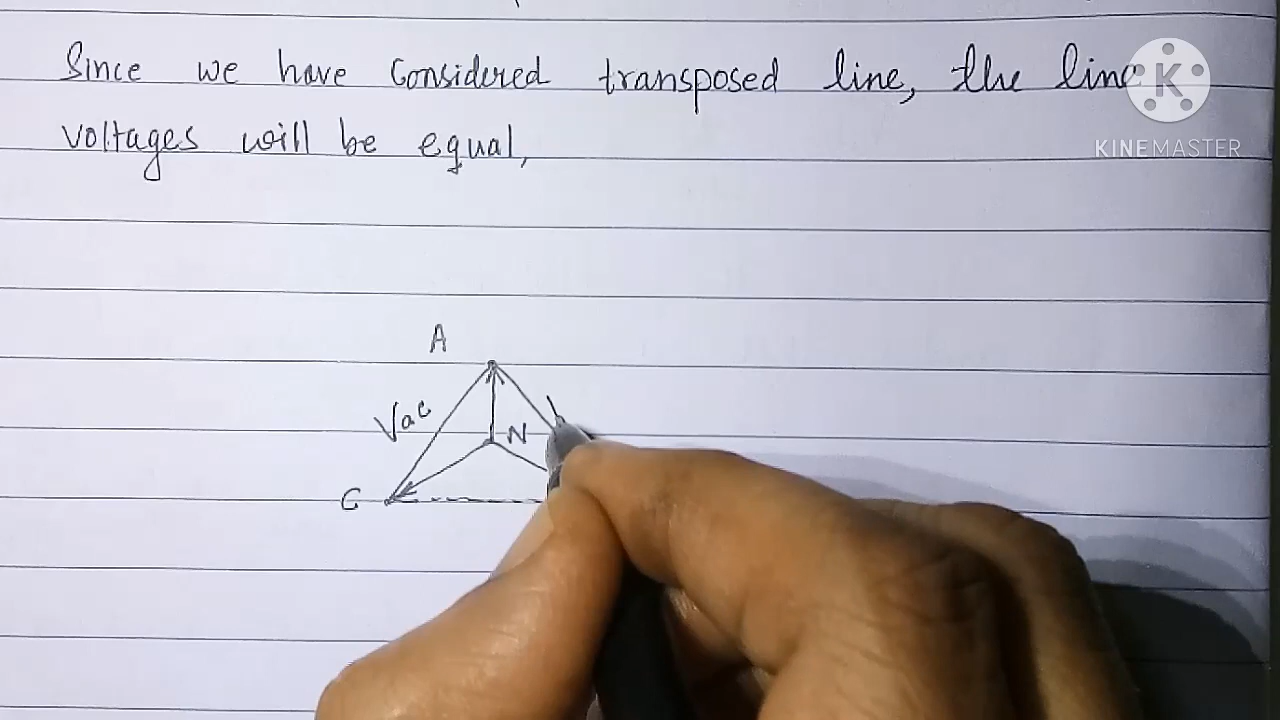 Since we have Considered transposed line, the line
voltages will be equal,
K
KINEMASTER
A
Vac
N
C